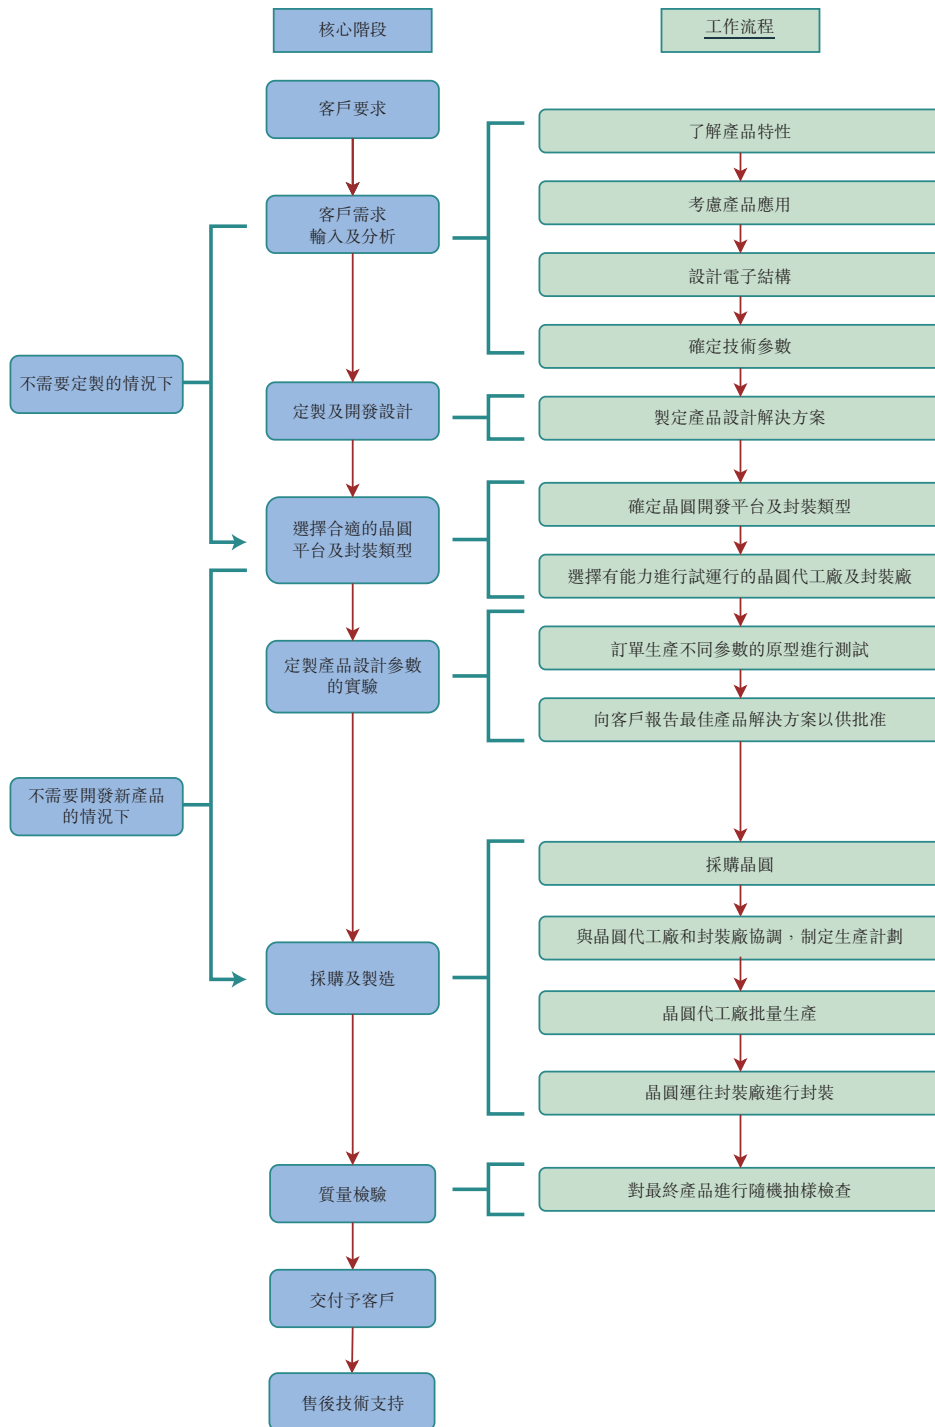 核心階段
工作流程
客戶要求
了解產品特性
客戶需求
輸入及分析
考慮產品應用
設計電子結構
確定技術參數
不需要定製的情況下
定製及開發設計
製定產品設計解決方案
選擇合適的晶圓
平台及封裝類型
確定晶圓開發平台及封裝類型
選擇有能力進行試運行的晶圓代工廠及封裝廠
定製產品設計參數
的實驗
訂單生產不同參數的原型進行測試
向客戶報告最佳產品解決方案以供批准
不需要開發新產品
的情況下
採購晶圓
採購及製造
與晶圓代工廠和封裝廠協調，制定生產計劃
晶圓代工廠批量生產
晶圓運往封裝廠進行封裝
質量檢驗
對最終產品進行隨機抽樣檢查
交付予客戶
售後技術支持